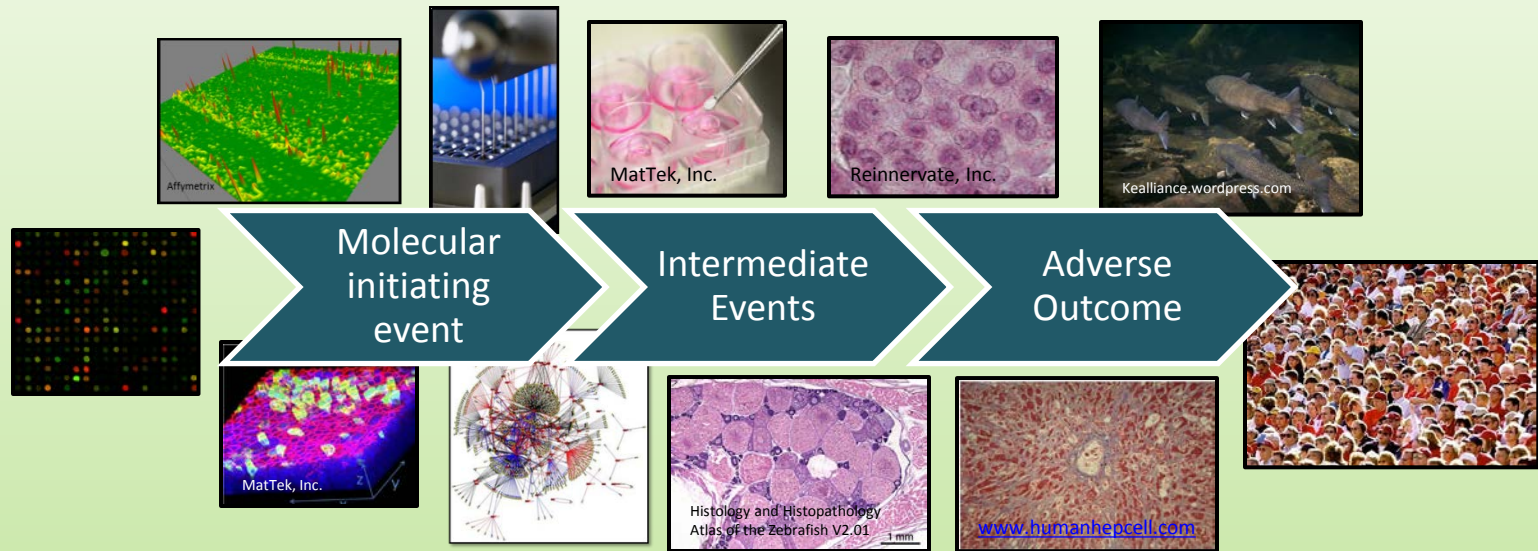 Affymetrix
MatTek, Inc.
Reinnervate, Inc.
Kealliance.wordpress.com
Molecular
initiating
event
Intermediate
Events
Adverse
Outcome
MatTek, Inc.
z
y
Histology and Histopathology
Atlas of the Zebrafish V2.01
1 mm
www.humanhepcell.com